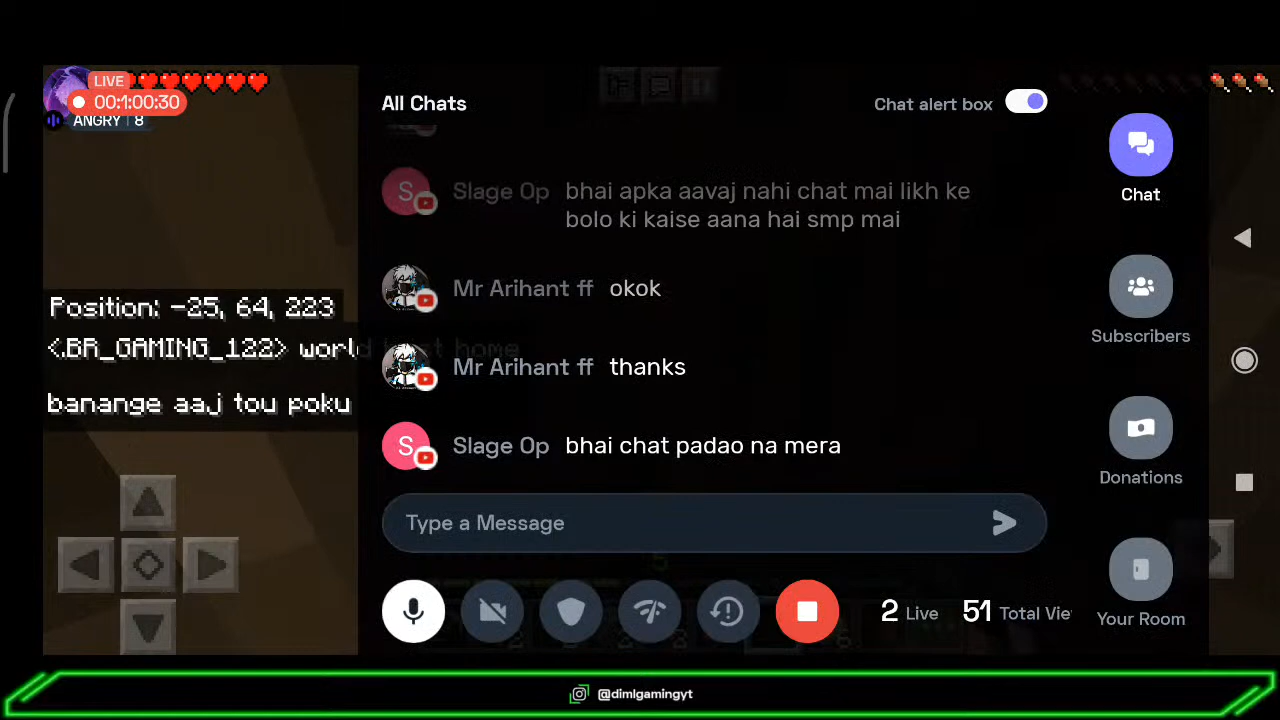 LIVE
00:1:00:30
ANGRY | 8
All Chats
Chat alert box
Slage Op bhai apka aavaj nahi chat mai likh ke
bolo ki kaise aana hai smp mai
Mr Arihant ff okok
Mr Arihant ff thanks
Slage Op bhai chat padao na mera
Position: -25, 64, 223
<.BR_GAMING_122> world best home
banange aaj tou poku
Type a Message
2 Live 51 Total Vie
Chat
Subscribers
Donations
Your Room
@dimlgamingyt